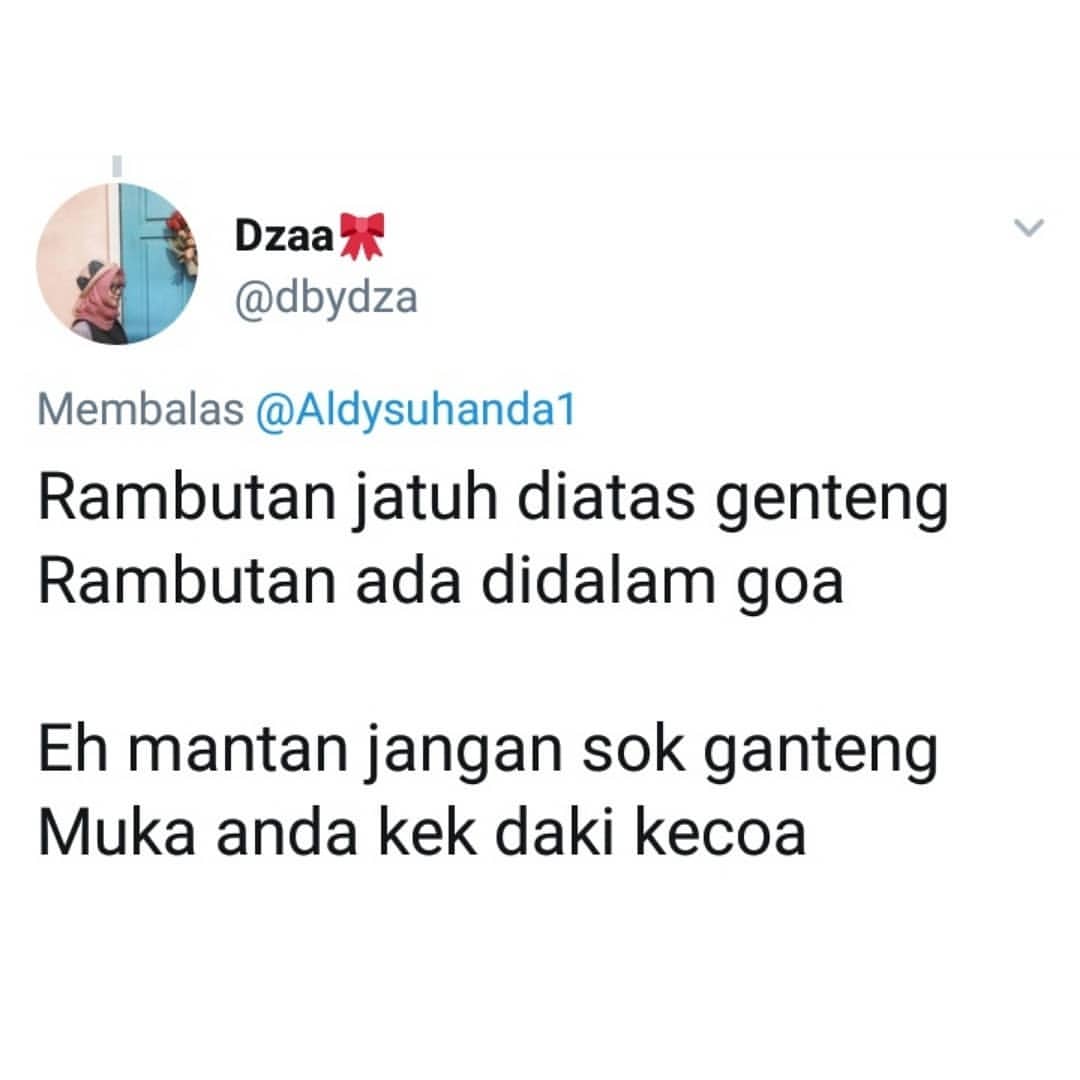 Dzaa🎀
@dbydza
Membalas @Aldysuhanda1
Rambutan jatuh diatas genteng
Rambutan ada didalam goa
Eh mantan jangan sok ganteng
Muka anda kek daki kecoa